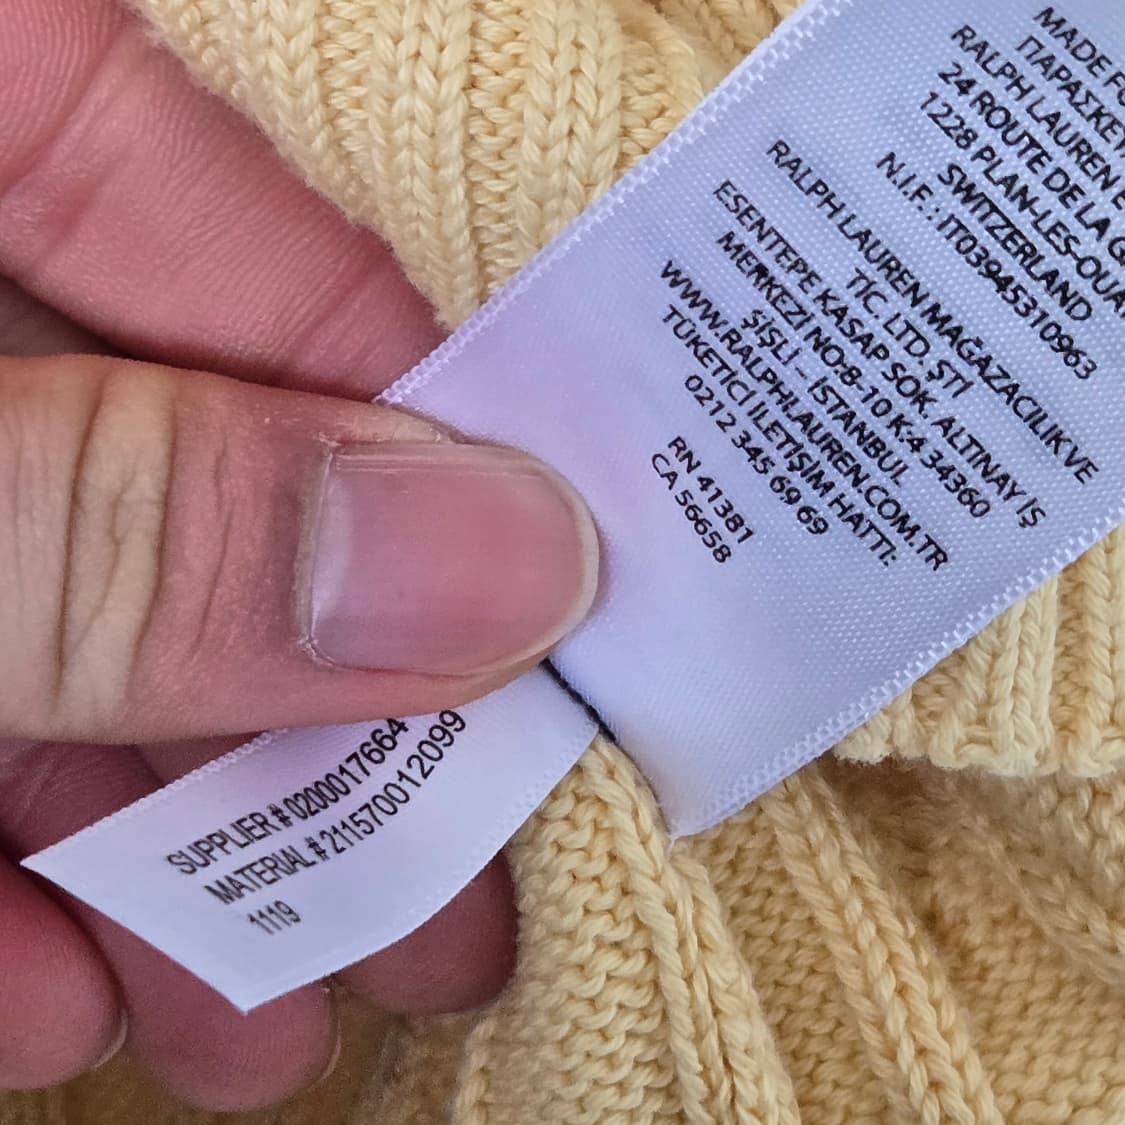 MADE
ΠΑΡΑΣΚΕΥ
RALPH LAUREN
24 ROUTE DE LA
1228 PLAN-LES-OUA
SWITZERLAND
N.I.F.: IT03945310963
RALPH LAUREN MAĞAZACILIK VE
TİC. LTD. ŞTİ
ESENTEPE KASAP SOK. ALTINAY İŞ
MERKEZİ NO:8-10 K:4 34360
ŞİŞLİ – İSTANBUL
WWW.RALPHLAUREN.COM.TR
TÜKETİCİ İLETİŞİM HATTI:
0212 345 69 69
RN 41381
CA 56658
SUPPLIER # 0200017664
MATERIAL # 211570012099
1119